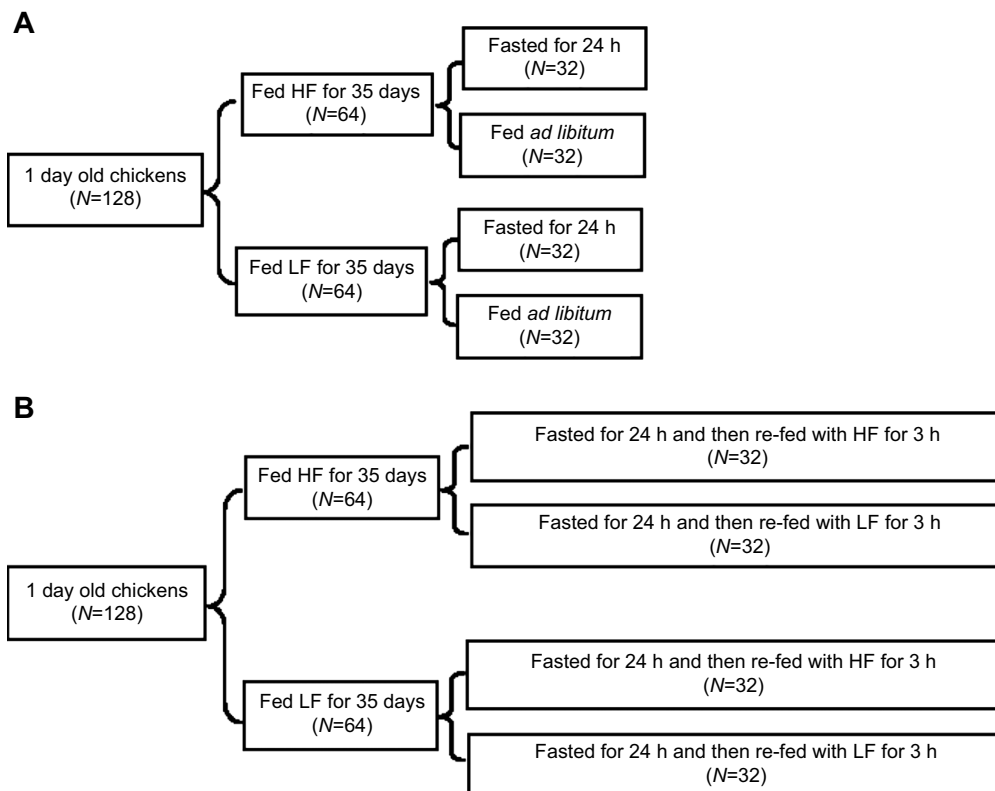 A
Fasted for 24 h
(N=32)
Fed HF for 35 days
(N=64)
Fed ad libitum
(N=32)
1 day old chickens
(N=128)
Fasted for 24 h
(N=32)
Fed LF for 35 days
(N=64)
Fed ad libitum
(N=32)
B
Fasted for 24 h and then re-fed with HF for 3 h
(N=32)
Fed HF for 35 days
(N=64)
Fasted for 24 h and then re-fed with LF for 3 h
(N=32)
1 day old chickens
(N=128)
Fasted for 24 h and then re-fed with HF for 3 h
(N=32)
Fed LF for 35 days
(N=64)
Fasted for 24 h and then re-fed with LF for 3 h
(N=32)